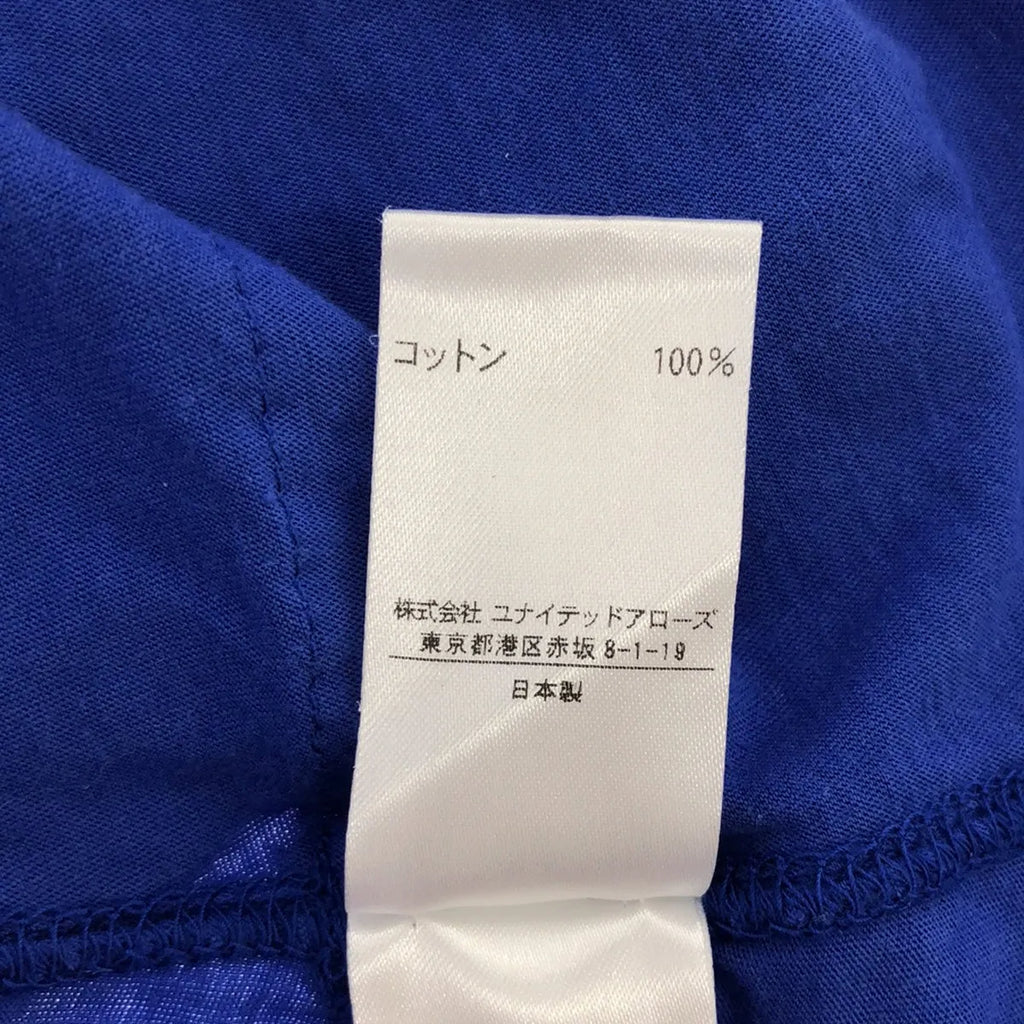 コットン 100%
株式会社 ユナイテッドアローズ
東京都港区赤坂 8-1-19
日本製